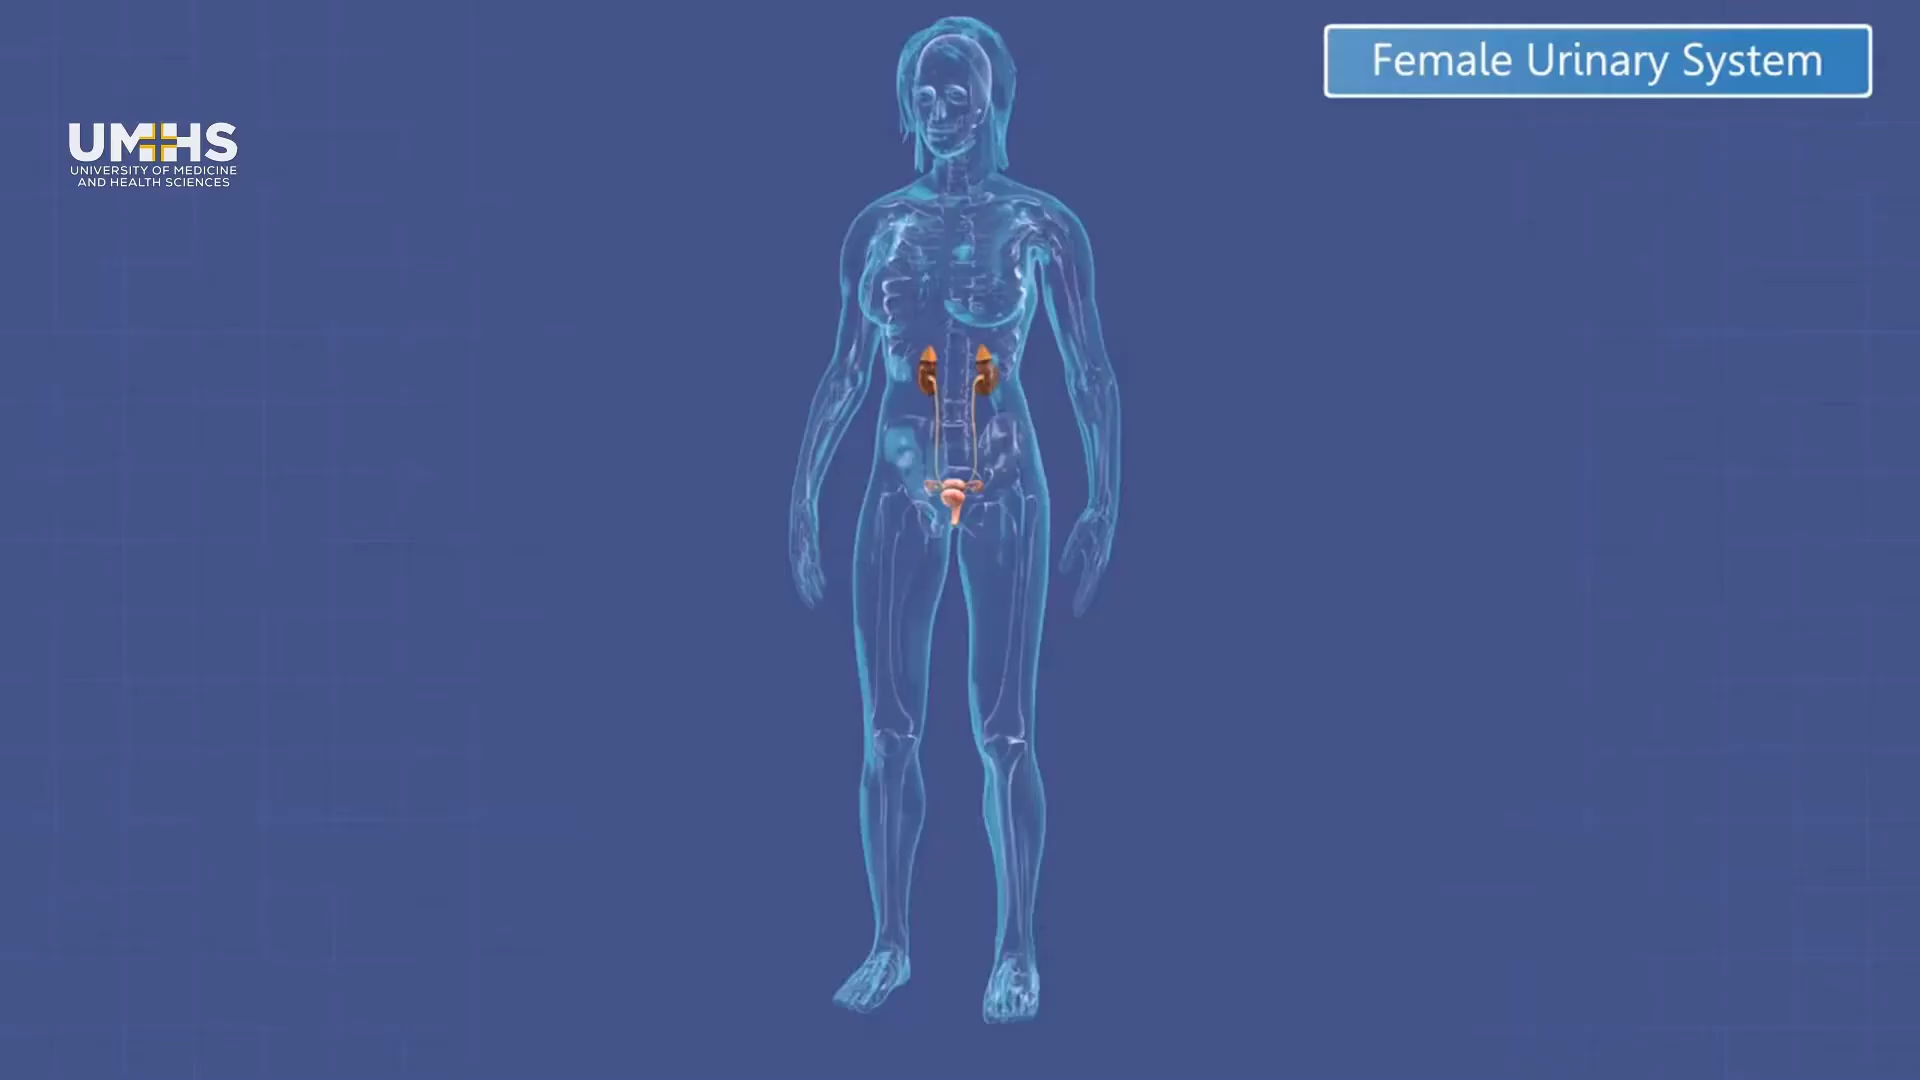 Female Urinary System
UMHS
UNIVERSITY OF MEDICINE
AND HEALTH SCIENCES